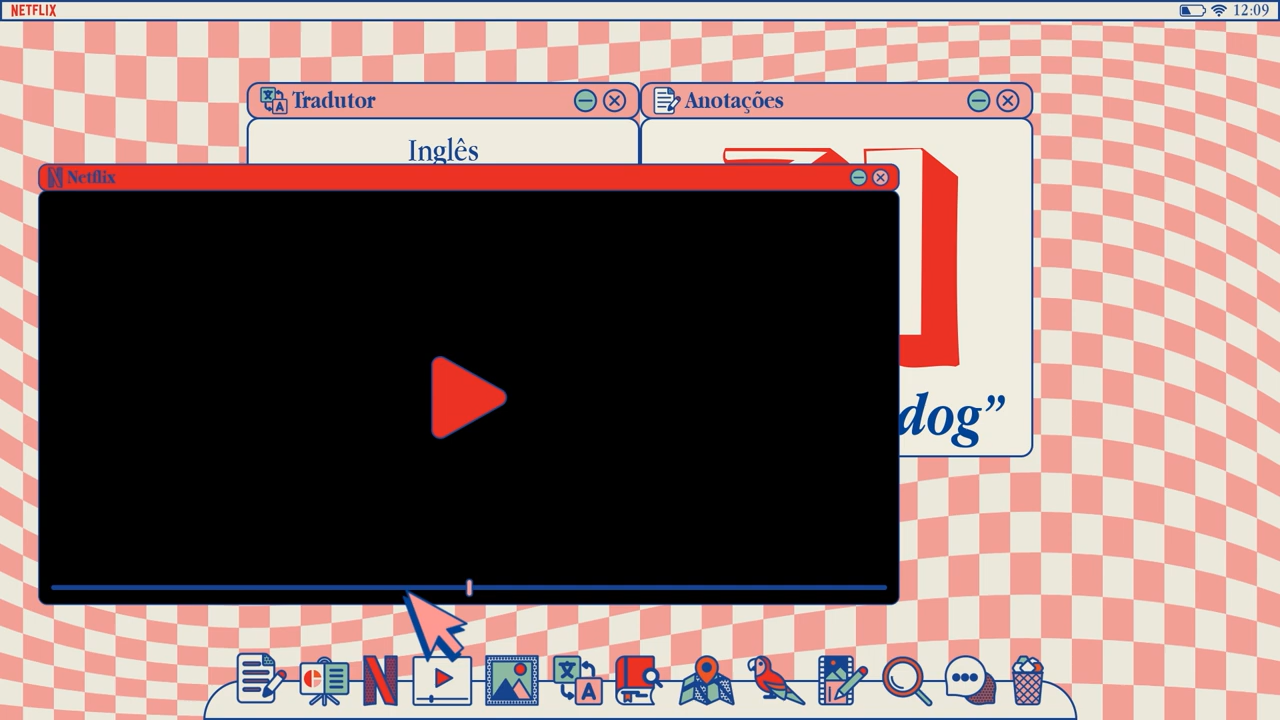 NETFLIX
12:09
Tradutor
Anotações
Inglês
Netflix
dog”